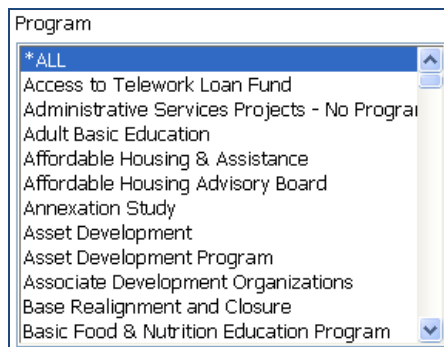 Program
*ALL
Access to Telework Loan Fund
Administrative Services Projects - No Progra
Adult Basic Education
Affordable Housing & Assistance
Affordable Housing Advisory Board
Annexation Study
Asset Development
Asset Development Program
Associate Development Organizations
Base Realignment and Closure
Basic Food & Nutrition Education Program